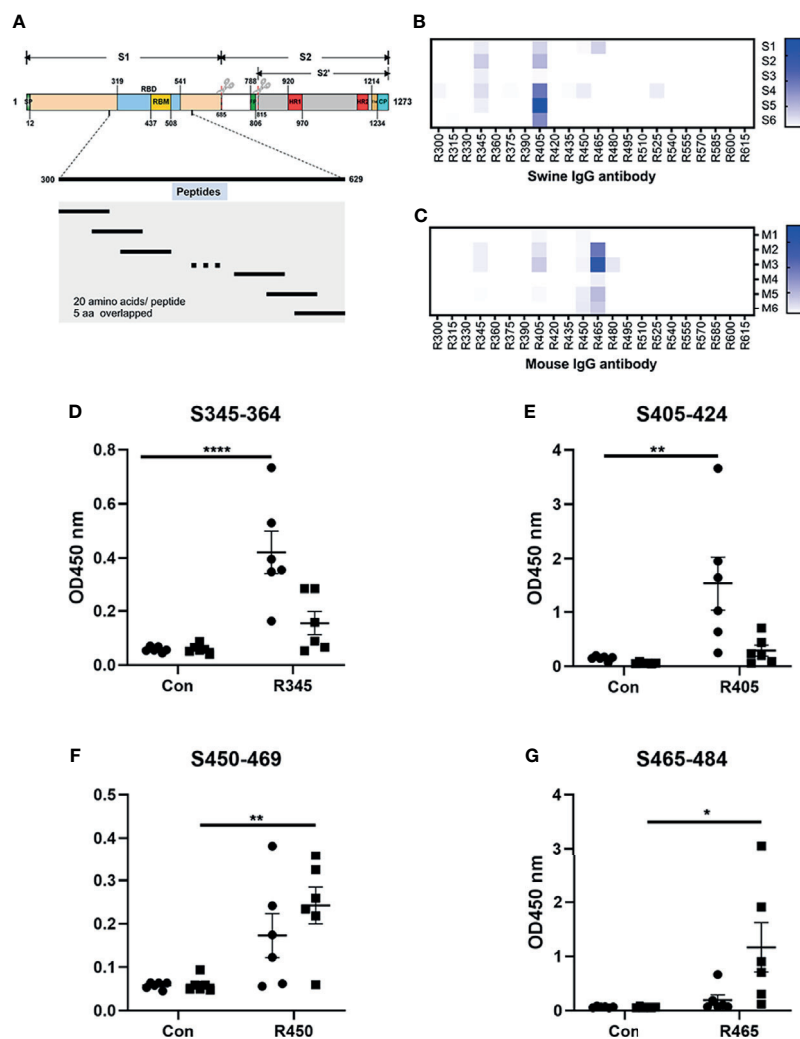 A
S1
S2
S2'
319
RBD
541
788
920
1214
1
SP
RBM
FP
HR1
HR2
TM
CP
1273
12
437
508
685
806
815
970
1234
300
629
Peptides
20 amino acids/ peptide
5 aa overlapped
B
S1
S2
S3
S4
S5
S6
R300 R315 R330 R345 R360 R375 R390 R405 R420 R435 R450 R465 R480 R495 R510 R525 R540 R555 R570 R585 R600 R615
Swine IgG antibody
C
M1
M2
M3
M4
M5
M6
R300 R315 R330 R345 R360 R375 R390 R405 R420 R435 R450 R465 R480 R495 R510 R525 R540 R555 R570 R585 R600 R615
Mouse IgG antibody
D
S345-364
OD450 nm
0.8
0.6
0.4
0.2
0.0
****
Con
R345
E
S405-424
OD450 nm
4
3
2
1
0
**
Con
R405
F
S450-469
OD450 nm
0.5
0.4
0.3
0.2
0.1
0.0
**
Con
R450
G
S465-484
OD450 nm
4
3
2
1
0
*
Con
R465